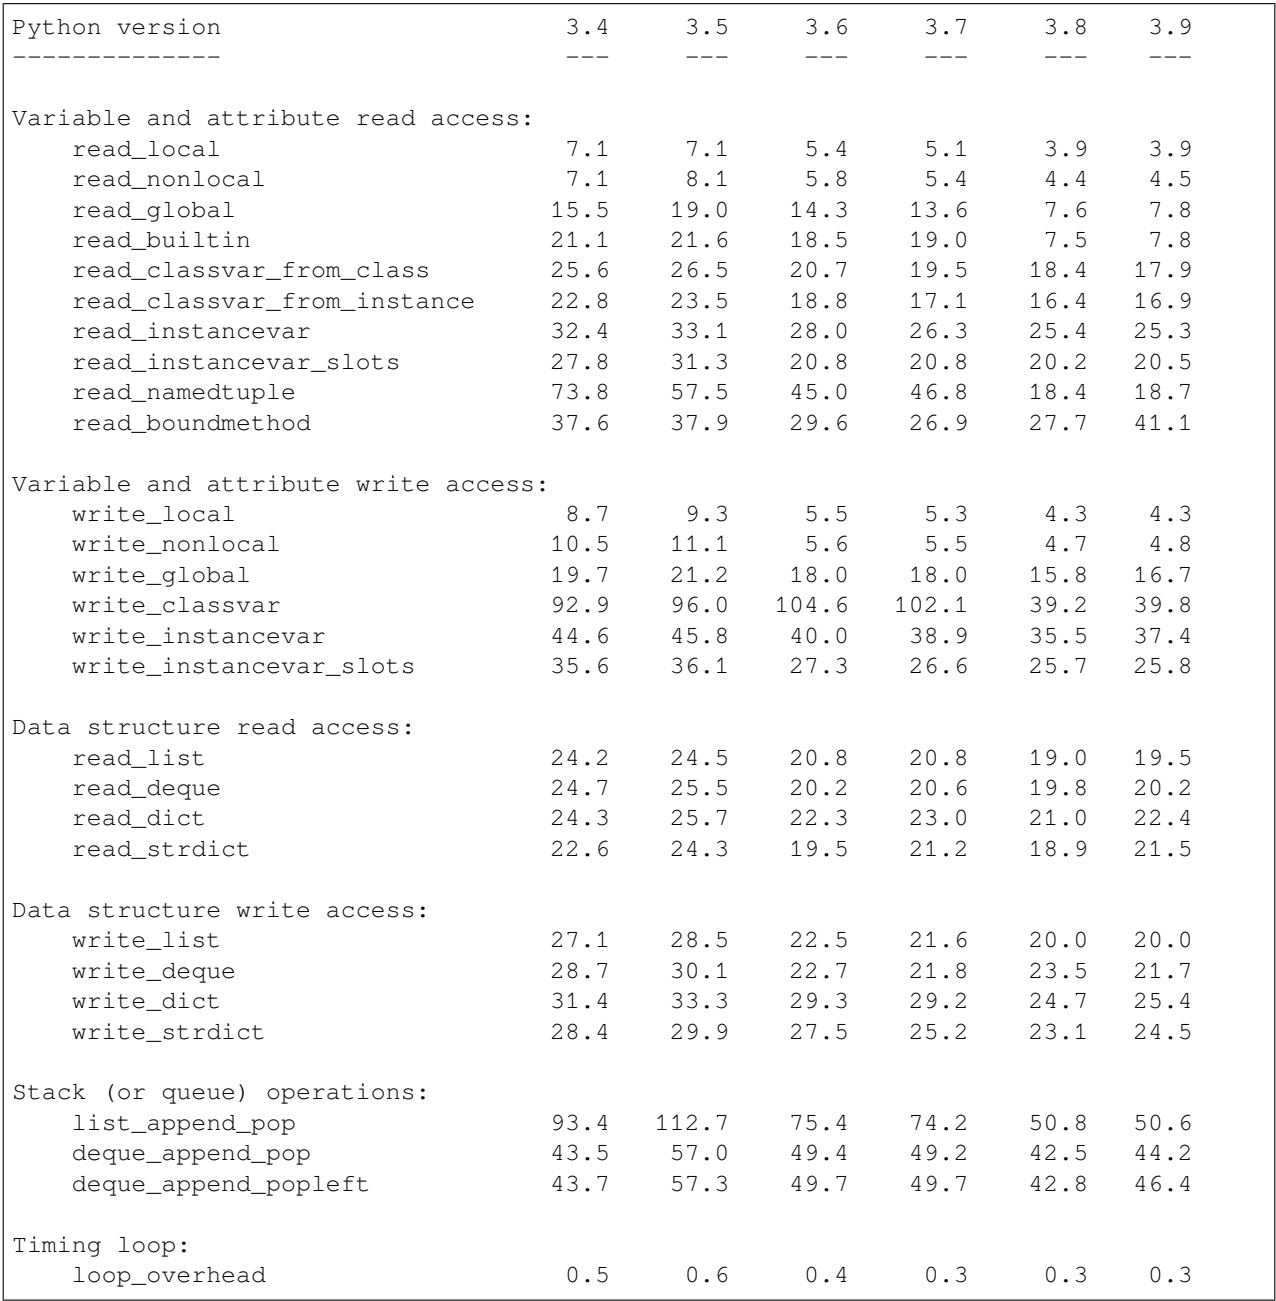 Python version                       3.4     3.5     3.6     3.7     3.8   3.9
--------------                       ---     ---     ---     ---     ---   ---
Variable and attribute read access:
    read_local                       7.1     7.1     5.4     5.1     3.9   3.9
    read_nonlocal                    7.1     8.1     5.8     5.4     4.4   4.5
    read_global                     15.5    19.0    14.3    13.6     7.6   7.8
    read_builtin                    21.1    21.6    18.5    19.0     7.5   7.8
    read_classvar_from_class        25.6    26.5    20.7    19.5    18.4  17.9
    read_classvar_from_instance     22.8    23.5    18.8    17.1    16.4  16.9
    read_instancevar                32.4    33.1    28.0    26.3    25.4  25.3
    read_instancevar_slots          27.8    31.3    20.8    20.8    20.2  20.5
    read_namedtuple                 73.8    57.5    45.0    46.8    18.4  18.7
    read_boundmethod                37.6    37.9    29.6    26.9    27.7  41.1
Variable and attribute write access:
    write_local                      8.7     9.3     5.5     5.3     4.3   4.3
    write_nonlocal                  10.5    11.1     5.6     5.5     4.7   4.8
    write_global                    19.7    21.2    18.0    18.0    15.8  16.7
    write_classvar                  92.9    96.0   104.6   102.1    39.2  39.8
    write_instancevar               44.6    45.8    40.0    38.9    35.5  37.4
    write_instancevar_slots         35.6    36.1    27.3    26.6    25.7  25.8
Data structure read access:
    read_list                       24.2    24.5    20.8    20.8    19.0  19.5
    read_deque                      24.7    25.5    20.2    20.6    19.8  20.2
    read_dict                       24.3    25.7    22.3    23.0    21.0  22.4
    read_strdict                    22.6    24.3    19.5    21.2    18.9  21.5
Data structure write access:
    write_list                      27.1    28.5    22.5    21.6    20.0  20.0
    write_deque                     28.7    30.1    22.7    21.8    23.5  21.7
    write_dict                      31.4    33.3    29.3    29.2    24.7  25.4
    write_strdict                   28.4    29.9    27.5    25.2    23.1  24.5
Stack (or queue) operations:
    list_append_pop                 93.4   112.7    75.4    74.2    50.8  50.6
    deque_append_pop                43.5    57.0    49.4    49.2    42.5  44.2
    deque_append_popleft            43.7    57.3    49.7    49.7    42.8  46.4
Timing loop:
    loop_overhead                    0.5     0.6     0.4     0.3     0.3   0.3